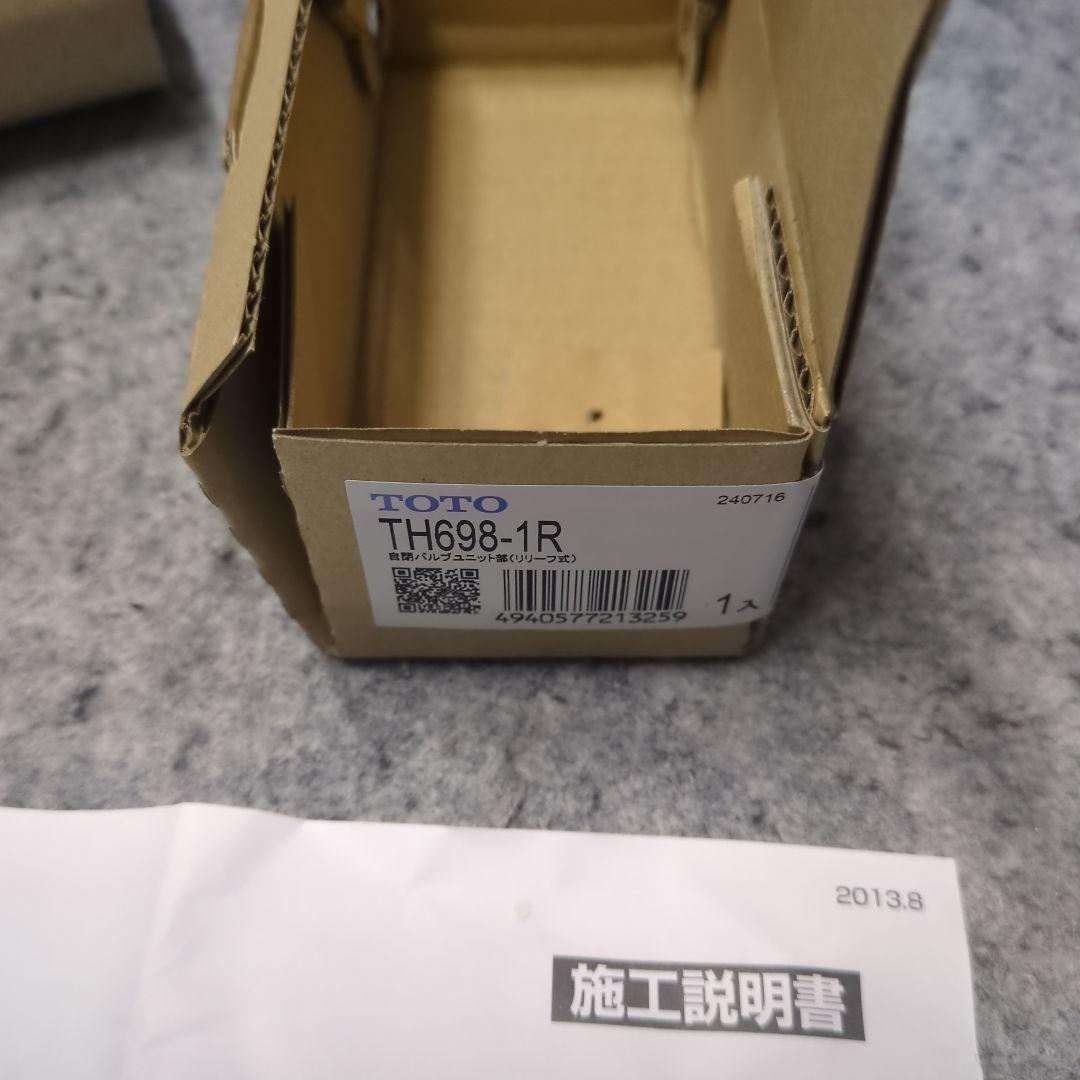 TOTO
240716
TH698-1R
自閉バルブユニット部(リリーフ式)
4940577213259
1入
2013.8
施工説明書